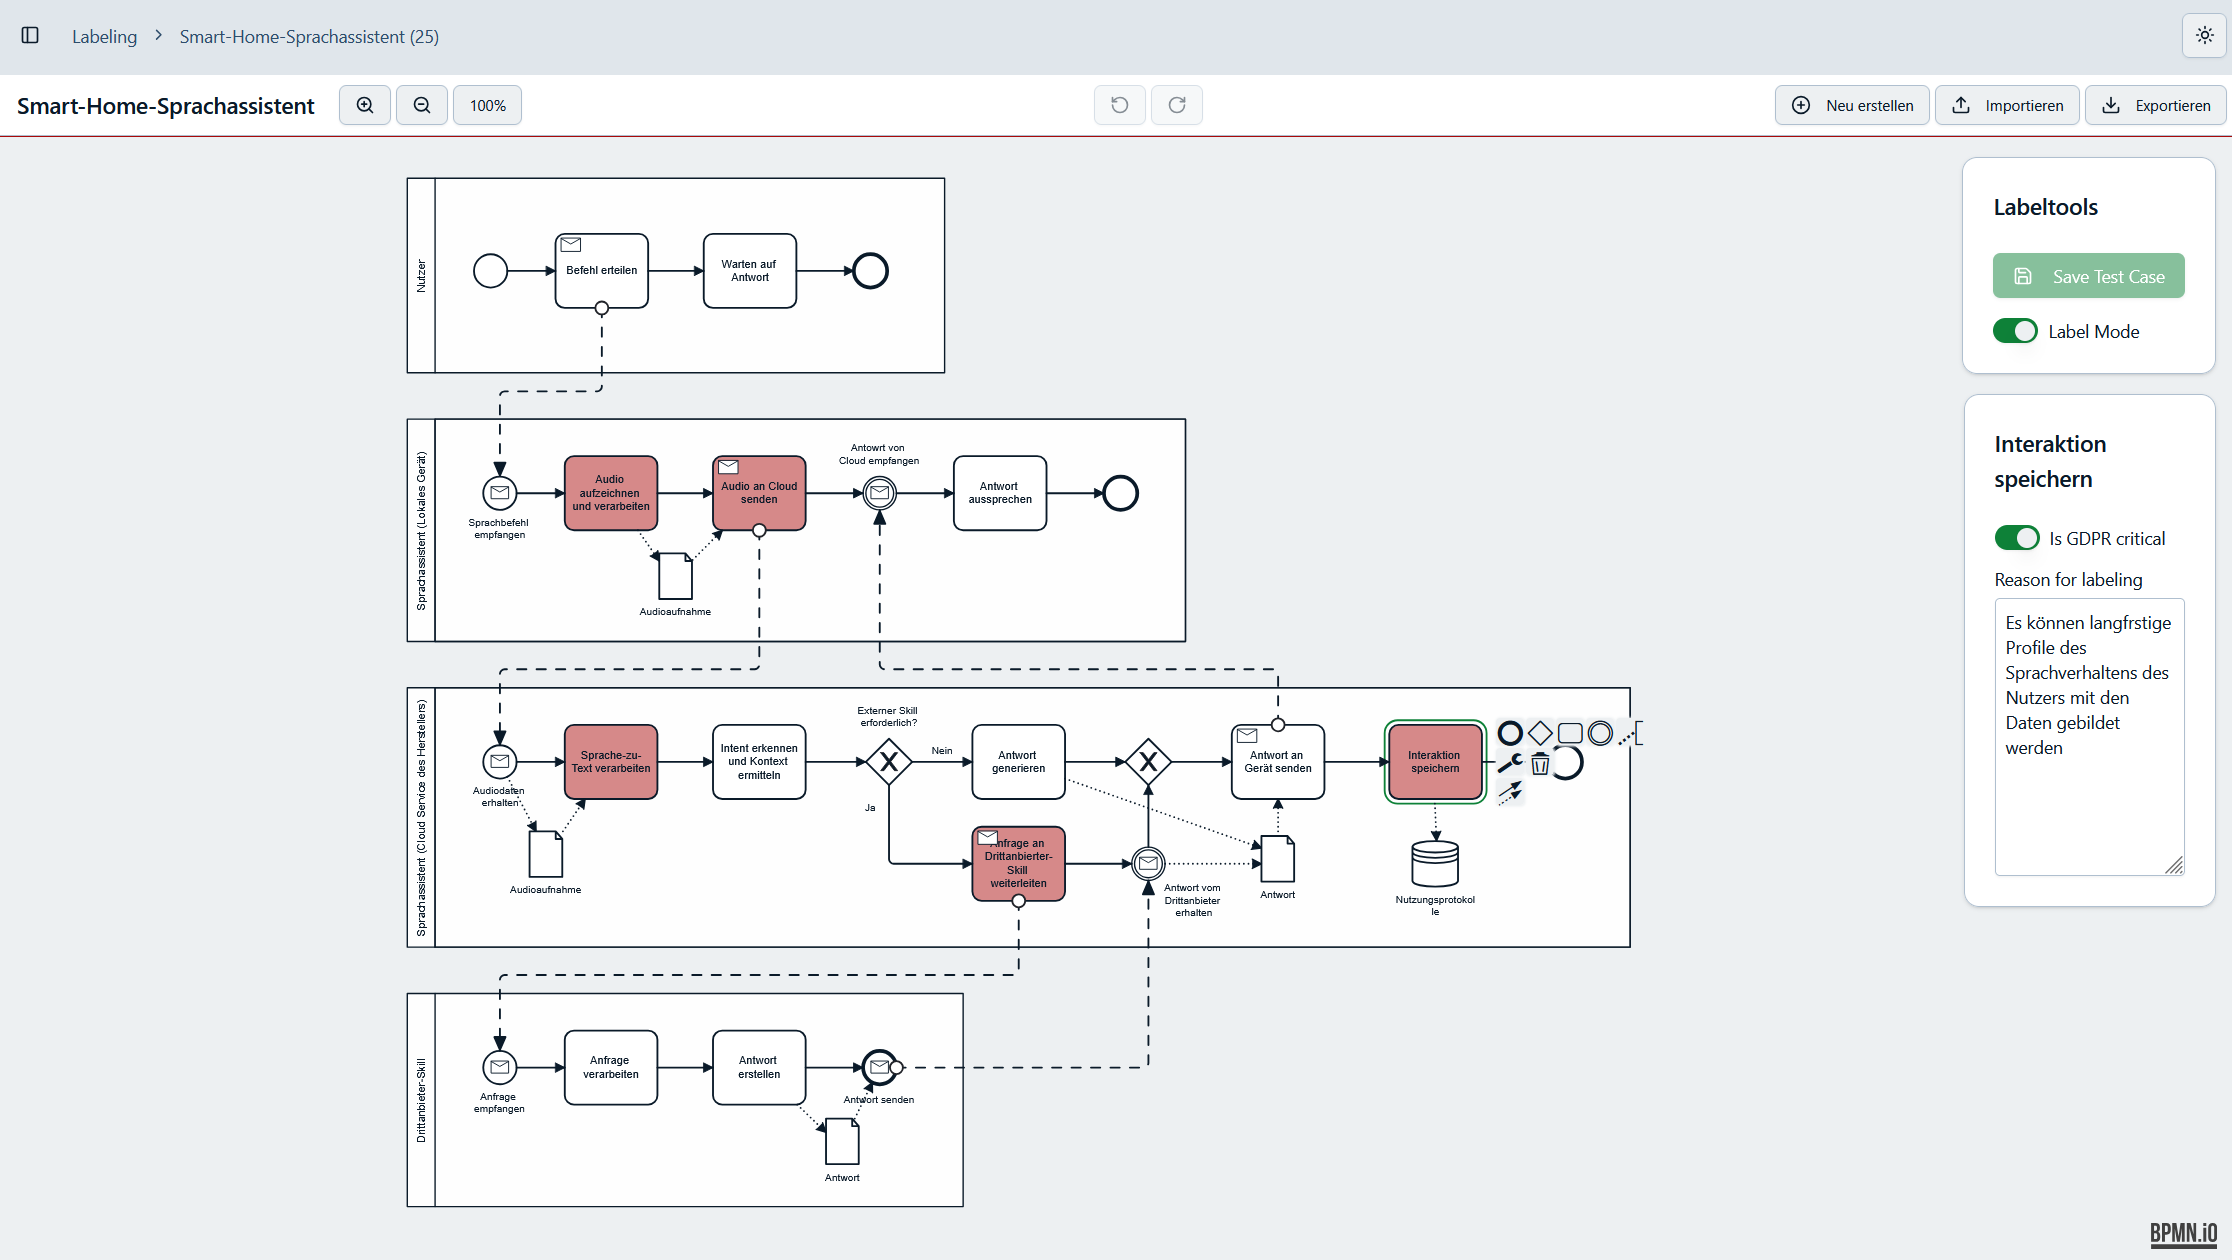 Labeling > Smart-Home-Sprachassistent (25)
Smart-Home-Sprachassistent
100%
Neu erstellen
Importieren
Exportieren
Labeltools
Save Test Case
Label Mode
Interaktion
speichern
Is GDPR critical
Reason for labeling
Es können langfrstige
Profile des
Sprachverhaltens des
Nutzers mit den
Daten gebildet
werden
Nutzer
Befehl erteilen
Warten auf
Antwort
Sprachassistent (Lokales Gerät)
Sprachbefehl
empfangen
Audio
aufzeichnen
und verarbeiten
Audio an Cloud
senden
Antowrt von
Cloud empfangen
Antwort
aussprechen
Audioaufnahme
Sprachassistent (Cloud Service des Herstellers)
Audiodaten
erhalten
Sprache-zu-
Text verarbeiten
Intent erkennen
und Kontext
ermitteln
Externer Skill
erforderlich?
Nein
Ja
Antwort
generieren
Antwort an
Gerät senden
Interaktion
speichern
Audioaufnahme
Anfrage an
Drittanbierter-
Skill
weiterleiten
Antwort vom
Drittanbieter
erhalten
Antwort
Nutzungsprotokol
le
Drittanbieter-Skill
Anfrage
empfangen
Anfrage
verarbeiten
Antwort
erstellen
Antwort senden
Antwort
BPMN.iO